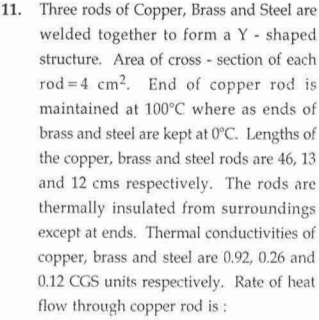 11. Three rods of Copper, Brass and Steel are
welded together to form a Y - shaped
structure. Area of cross - section of each
rod = 4 cm². End of copper rod is
maintained at 100°C where as ends of
brass and steel are kept at 0°C. Lengths of
the copper, brass and steel rods are 46, 13
and 12 cms respectively. The rods are
thermally insulated from surroundings
except at ends. Thermal conductivities of
copper, brass and steel are 0.92, 0.26 and
0.12 CGS units respectively. Rate of heat
flow through copper rod is :